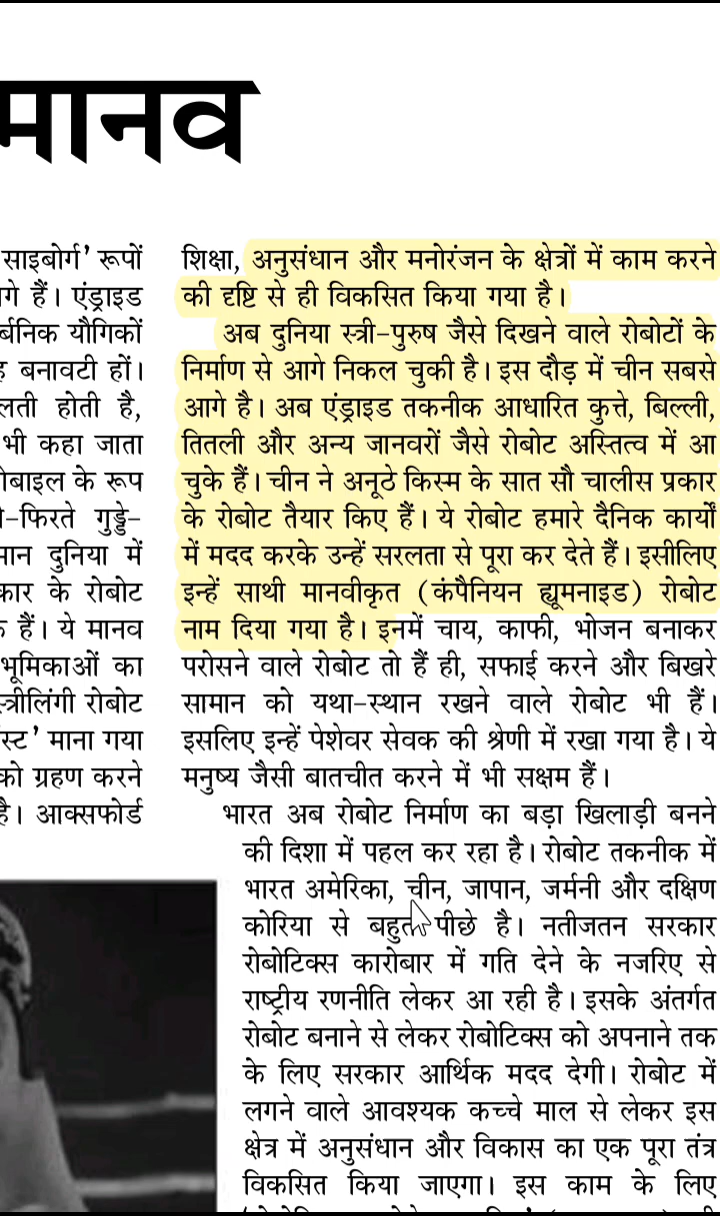 मानव
साइबोर्ग' रूपों
गे हैं। एंड्राइड
र्बनिक यौगिकों
बनावटी हों।
लती होती है,
भी कहा जाता
ोबाइल के रूप
-फिरते गुड्डे-
मान दुनिया में
कार के रोबोट
हैं। ये मानव
भूमिकाओं का
स्त्रीलिंगी रोबोट
स्ट' माना गया
को ग्रहण करने
है। आक्सफोर्ड
शिक्षा, अनुसंधान और मनोरंजन के क्षेत्रों में काम करने
की दृष्टि से ही विकसित किया गया है।
अब दुनिया स्त्री-पुरुष जैसे दिखने वाले रोबोटों के
निर्माण से आगे निकल चुकी है। इस दौड़ में चीन सबसे
आगे है। अब एंड्राइड तकनीक आधारित कुत्ते, बिल्ली,
तितली और अन्य जानवरों जैसे रोबोट अस्तित्व में आ
चुके हैं। चीन ने अनूठे किस्म के सात सौ चालीस प्रकार
के रोबोट तैयार किए हैं। ये रोबोट हमारे दैनिक कार्यों
में मदद करके उन्हें सरलता से पूरा कर देते हैं। इसीलिए
इन्हें साथी मानवीकृत (कंपैनियन ह्यूमनाइड) रोबोट
नाम दिया गया है। इनमें चाय, काफी, भोजन बनाकर
परोसने वाले रोबोट तो हैं ही, सफाई करने और बिखरे
सामान को यथा-स्थान रखने वाले रोबोट भी हैं।
इसलिए इन्हें पेशेवर सेवक की श्रेणी में रखा गया है। ये
मनुष्य जैसी बातचीत करने में भी सक्षम हैं।
भारत अब रोबोट निर्माण का बड़ा खिलाड़ी बनने
की दिशा में पहल कर रहा है। रोबोट तकनीक में
भारत अमेरिका, चीन, जापान, जर्मनी और दक्षिण
कोरिया से बहुत पीछे है। नतीजतन सरकार
रोबोटिक्स कारोबार में गति देने के नजरिए से
राष्ट्रीय रणनीति लेकर आ रही है। इसके अंतर्गत
रोबोट बनाने से लेकर रोबोटिक्स को अपनाने तक
के लिए सरकार आर्थिक मदद देगी। रोबोट में
लगने वाले आवश्यक कच्चे माल से लेकर इस
क्षेत्र में अनुसंधान और विकास का एक पूरा तंत्र
विकसित किया जाएगा। इस काम के लिए